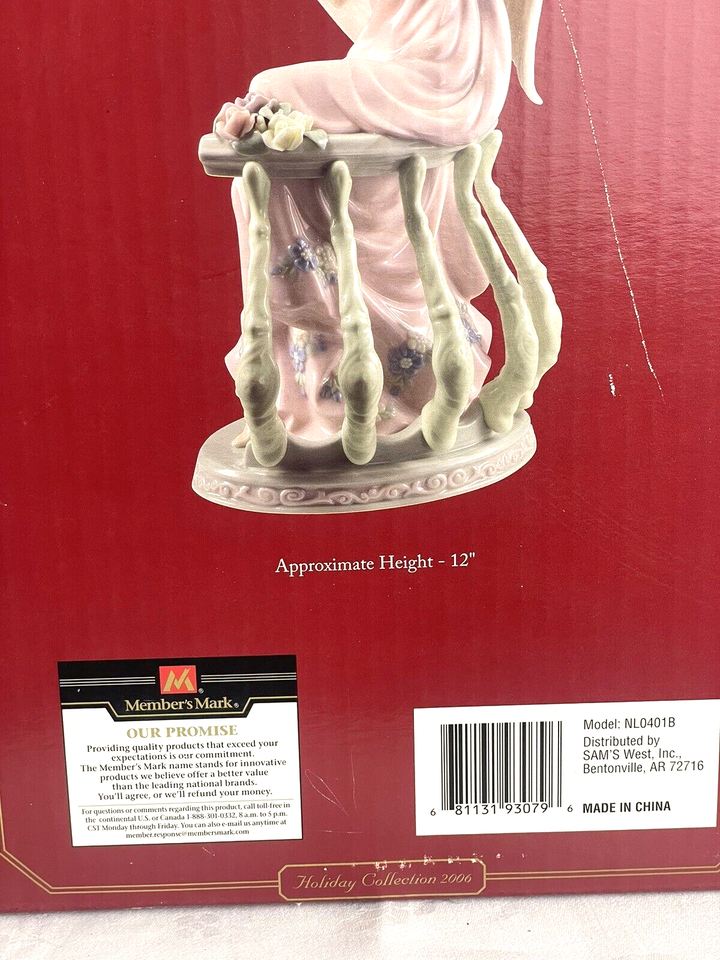 Approximate Height - 12"
Member's Mark®
OUR PROMISE
Providing quality products that exceed your
expectations is our commitment.
The Member's Mark name stands for innovative
products we believe offer a better value
than the leading national brands.
You'll agree, or we'll refund your money.
For questions or comments regarding this product, call toll-free in
the continental U.S. or Canada 1-888-301-0332, 8 a.m. to 5 p.m.
CST Monday through Friday. You can also e-mail us anytime at
member.response@membersmark.com
Model: NL0401B
Distributed by
SAM'S West, Inc.,
Bentonville, AR 72716
MADE IN CHINA
6 81131 93079 6
Holiday Collection 2006